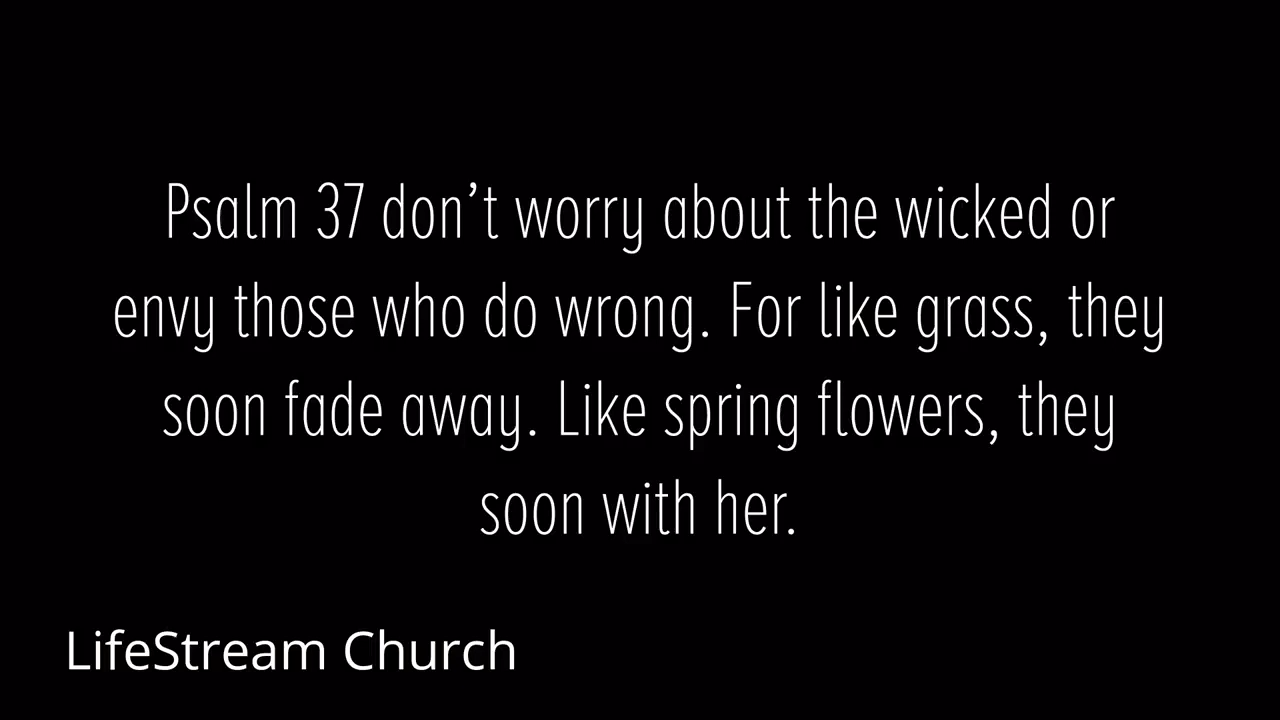 Psalm 37 don’t worry about the wicked or
envy those who do wrong. For like grass, they
soon fade away. Like spring flowers, they
soon with her.
LifeStream Church